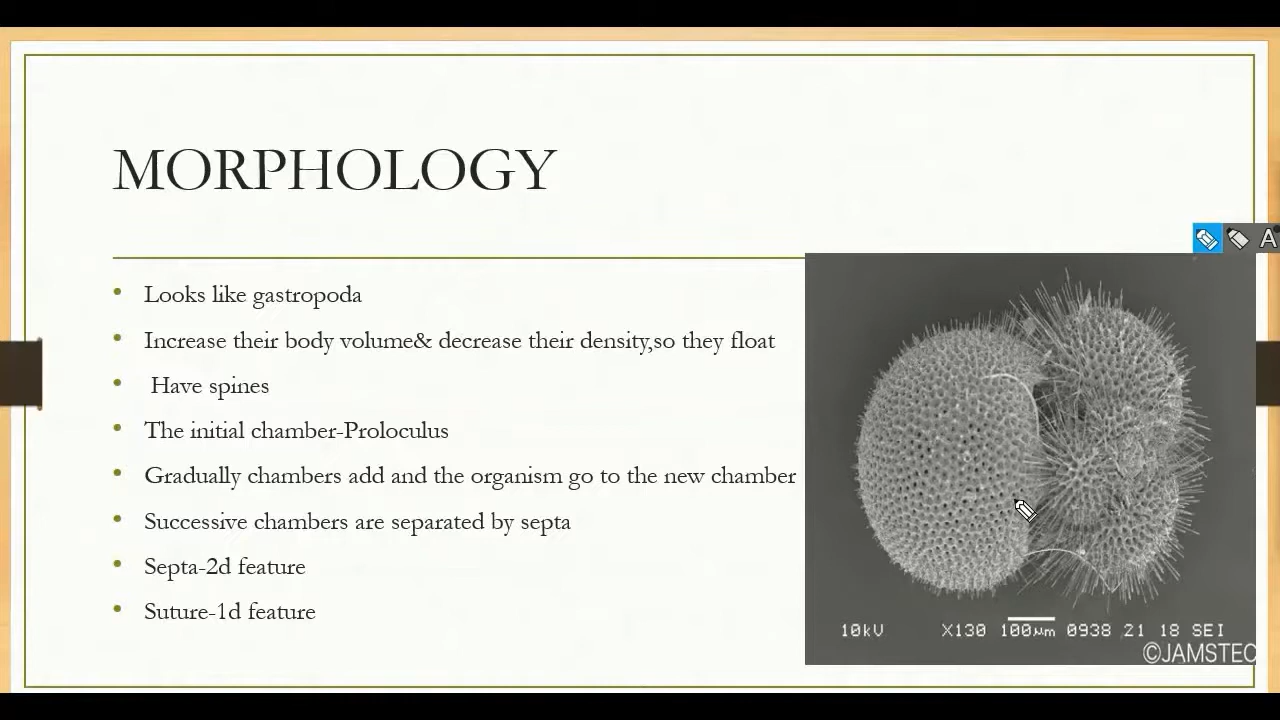 MORPHOLOGY
Looks like gastropoda
Increase their body volume& decrease their density,so they float
Have spines
The initial chamber-Proloculus
Gradually chambers add and the organism go to the new chamber
Successive chambers are separated by septa
Septa-2d feature
Suture-1d feature
A
10kV X130 100µm 0938 21 18 SEI
©JAMSTEC